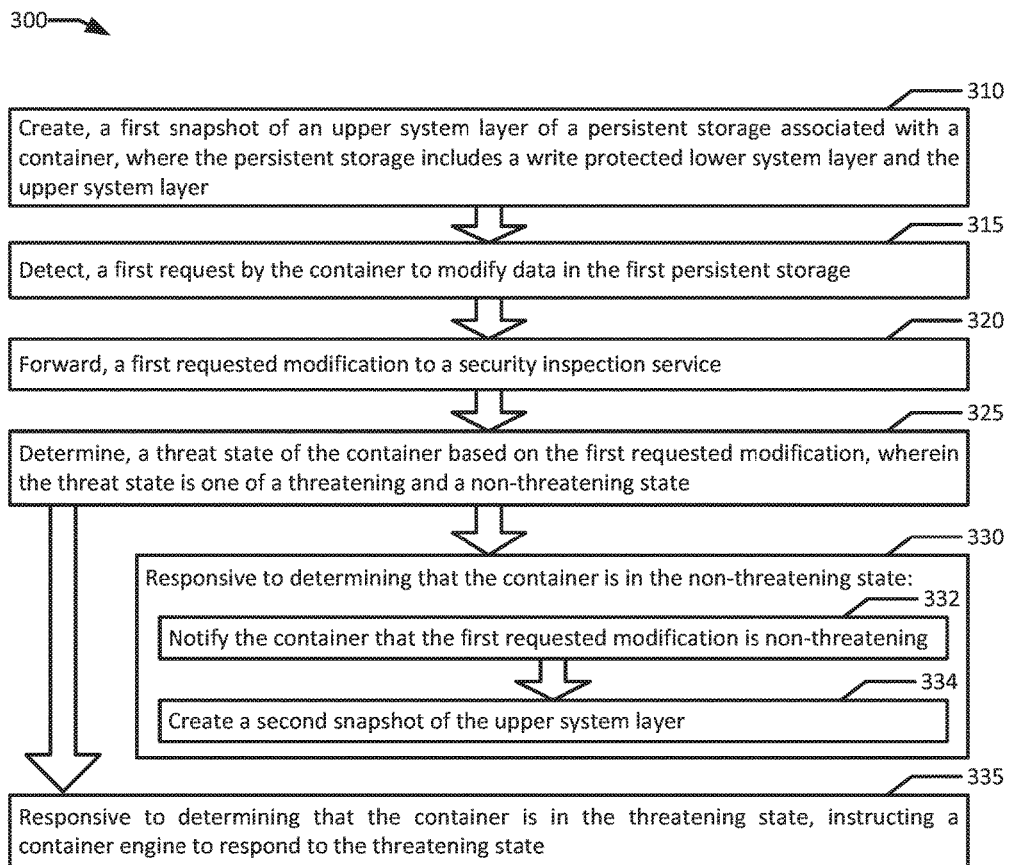 300
310
Create, a first snapshot of an upper system layer of a persistent storage associated with a
container, where the persistent storage includes a write protected lower system layer and the
upper system layer
315
Detect, a first request by the container to modify data in the first persistent storage
320
Forward, a first requested modification to a security inspection service
325
Determine, a threat state of the container based on the first requested modification, wherein
the threat state is one of a threatening and a non-threatening state
330
Responsive to determining that the container is in the non-threatening state:
332
Notify the container that the first requested modification is non-threatening
334
Create a second snapshot of the upper system layer
335
Responsive to determining that the container is in the threatening state, instructing a
container engine to respond to the threatening state